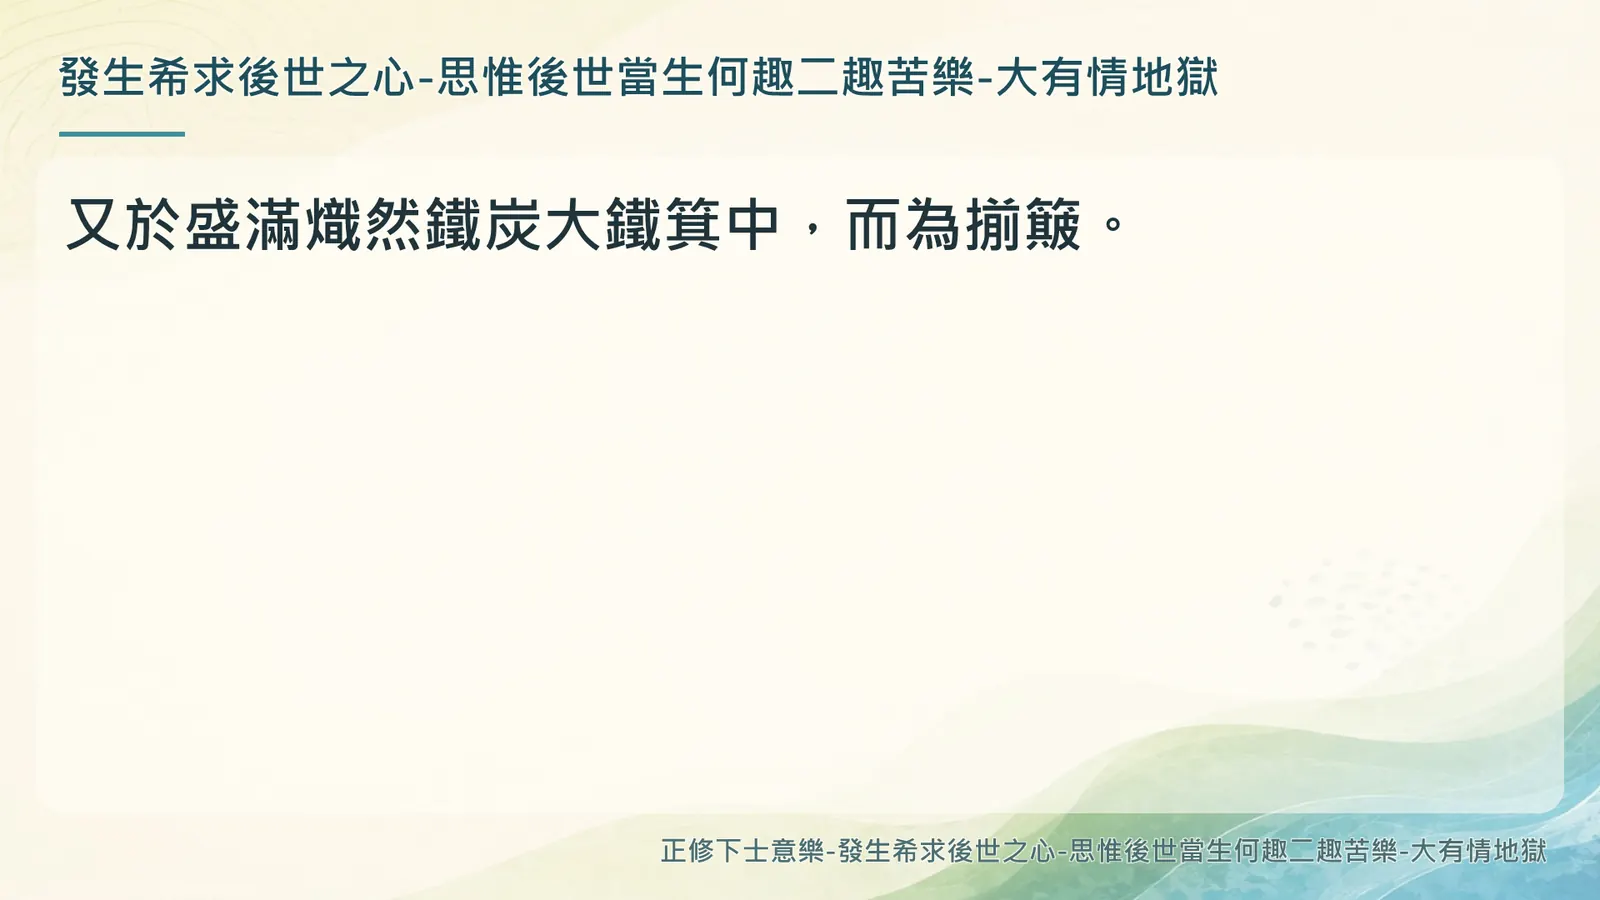 發生希求後世之心-思惟後世當生何趣二趣苦樂-大有情地獄
又於盛滿熾然鐵炭大鐵箕中，而為揃簸。
正修下士意樂-發生希求後世之心-思惟後世當生何趣二趣苦樂-大有情地獄